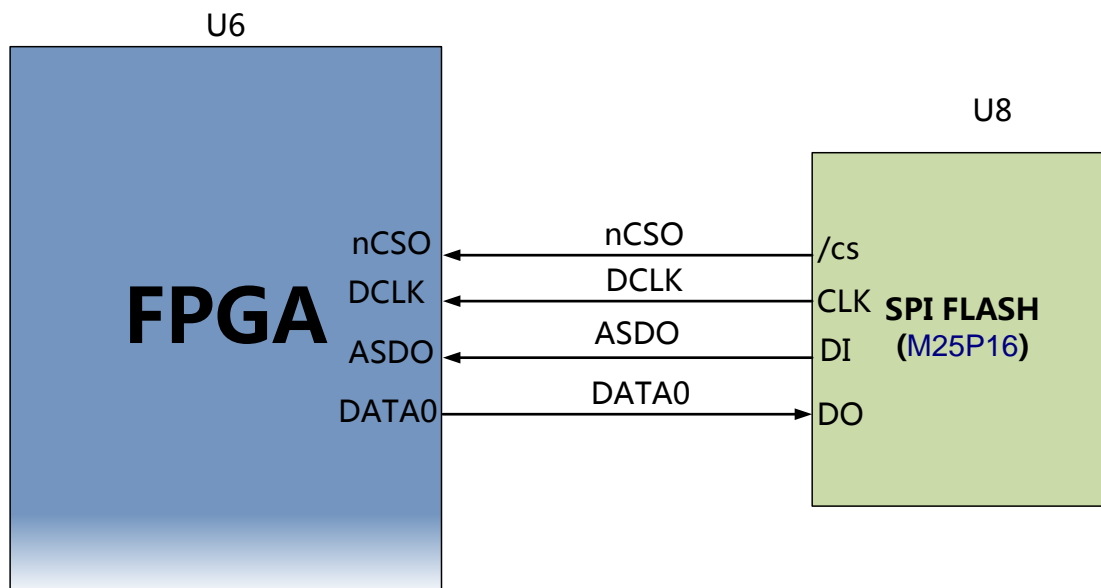 U6
U8
nCSO nCSO /cs
DCLK DCLK CLK
FPGA
SPI FLASH
(M25P16)
ASDO ASDO DI
DATA0 DATA0 DO